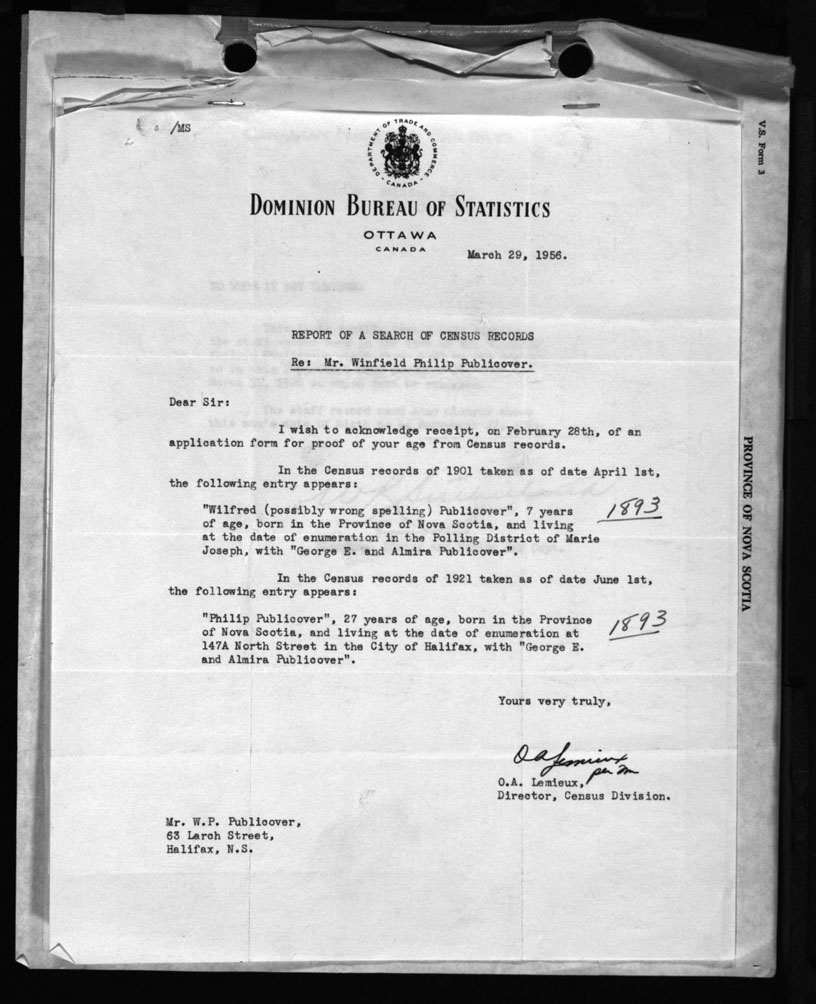 /MS
DEPARTMENT OF TRADE AND COMMERCE
CANADA
DOMINION BUREAU OF STATISTICS
OTTAWA
CANADA
March 29, 1956.
REPORT OF A SEARCH OF CENSUS RECORDS
Re: Mr. Winfield Philip Publicover.
Dear Sir:
I wish to acknowledge receipt, on February 28th, of an
application form for proof of your age from Census records.
In the Census records of 1901 taken as of date April 1st,
the following entry appears:
"Wilfred (possibly wrong spelling) Publicover", 7 years
of age, born in the Province of Nova Scotia, and living
at the date of enumeration in the Polling District of Marie
Joseph, with "George E. and Almira Publicover".
1893
In the Census records of 1921 taken as of date June 1st,
the following entry appears:
"Philip Publicover", 27 years of age, born in the Province
of Nova Scotia, and living at the date of enumeration at
147A North Street in the City of Halifax, with "George E.
and Almira Publicover".
1893
Yours very truly,
O A Lemieux
per m
O.A. Lemieux,
Director, Census Division.
Mr. W.P. Publicover,
63 Larch Street,
Halifax, N.S.
V.S. Form 3
PROVINCE OF NOVA SCOTIA